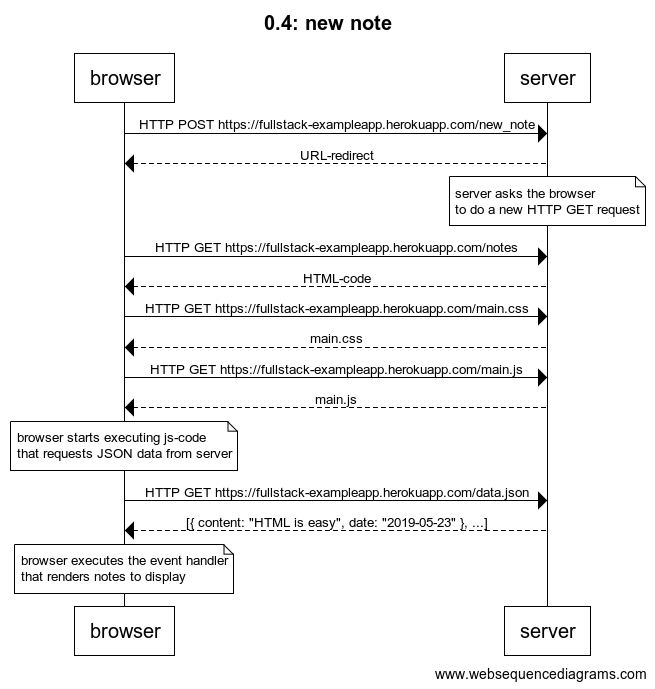 0.4: new note
browser
server
HTTP POST https://fullstack-exampleapp.herokuapp.com/new_note
URL-redirect
server asks the browser
to do a new HTTP GET request
HTTP GET https://fullstack-exampleapp.herokuapp.com/notes
HTML-code
HTTP GET https://fullstack-exampleapp.herokuapp.com/main.css
main.css
HTTP GET https://fullstack-exampleapp.herokuapp.com/main.js
main.js
browser starts executing js-code
that requests JSON data from server
HTTP GET https://fullstack-exampleapp.herokuapp.com/data.json
[{ content: "HTML is easy", date: "2019-05-23" }, ...]
browser executes the event handler
that renders notes to display
browser
server
www.websequencediagrams.com